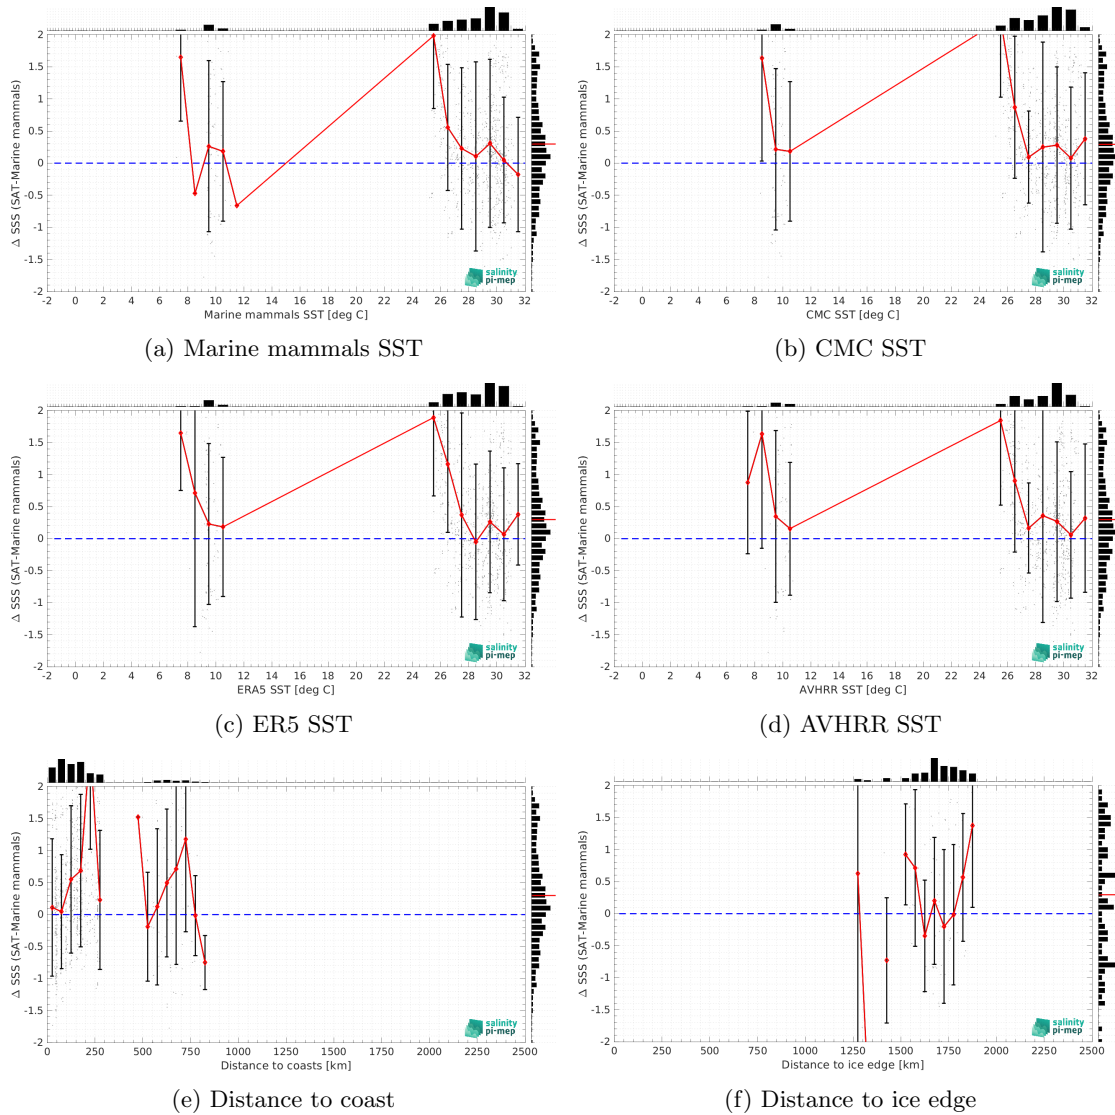 2
1.5
1
0.5
0
-0.5
-1
-1.5
-2
Δ SSS (SAT-Marine mammals)
salinity
pi-mep
-2 0 2 4 6 8 10 12 14 16 18 20 22 24 26 28 30 32
Marine mammals SST [deg C]
(a) Marine mammals SST
2
1.5
1
0.5
0
-0.5
-1
-1.5
-2
Δ SSS (SAT-Marine mammals)
salinity
pi-mep
-2 0 2 4 6 8 10 12 14 16 18 20 22 24 26 28 30 32
CMC SST [deg C]
(b) CMC SST
2
1.5
1
0.5
0
-0.5
-1
-1.5
-2
Δ SSS (SAT-Marine mammals)
salinity
pi-mep
-2 0 2 4 6 8 10 12 14 16 18 20 22 24 26 28 30 32
ERA5 SST [deg C]
(c) ER5 SST
2
1.5
1
0.5
0
-0.5
-1
-1.5
-2
Δ SSS (SAT-Marine mammals)
salinity
pi-mep
-2 0 2 4 6 8 10 12 14 16 18 20 22 24 26 28 30 32
AVHRR SST [deg C]
(d) AVHRR SST
2
1.5
1
0.5
0
-0.5
-1
-1.5
-2
Δ SSS (SAT-Marine mammals)
salinity
pi-mep
0 250 500 750 1000 1250 1500 1750 2000 2250 2500
Distance to coasts [km]
(e) Distance to coast
2
1.5
1
0.5
0
-0.5
-1
-1.5
-2
Δ SSS (SAT-Marine mammals)
salinity
pi-mep
0 250 500 750 1000 1250 1500 1750 2000 2250 2500
Distance to ice edge [km]
(f) Distance to ice edge